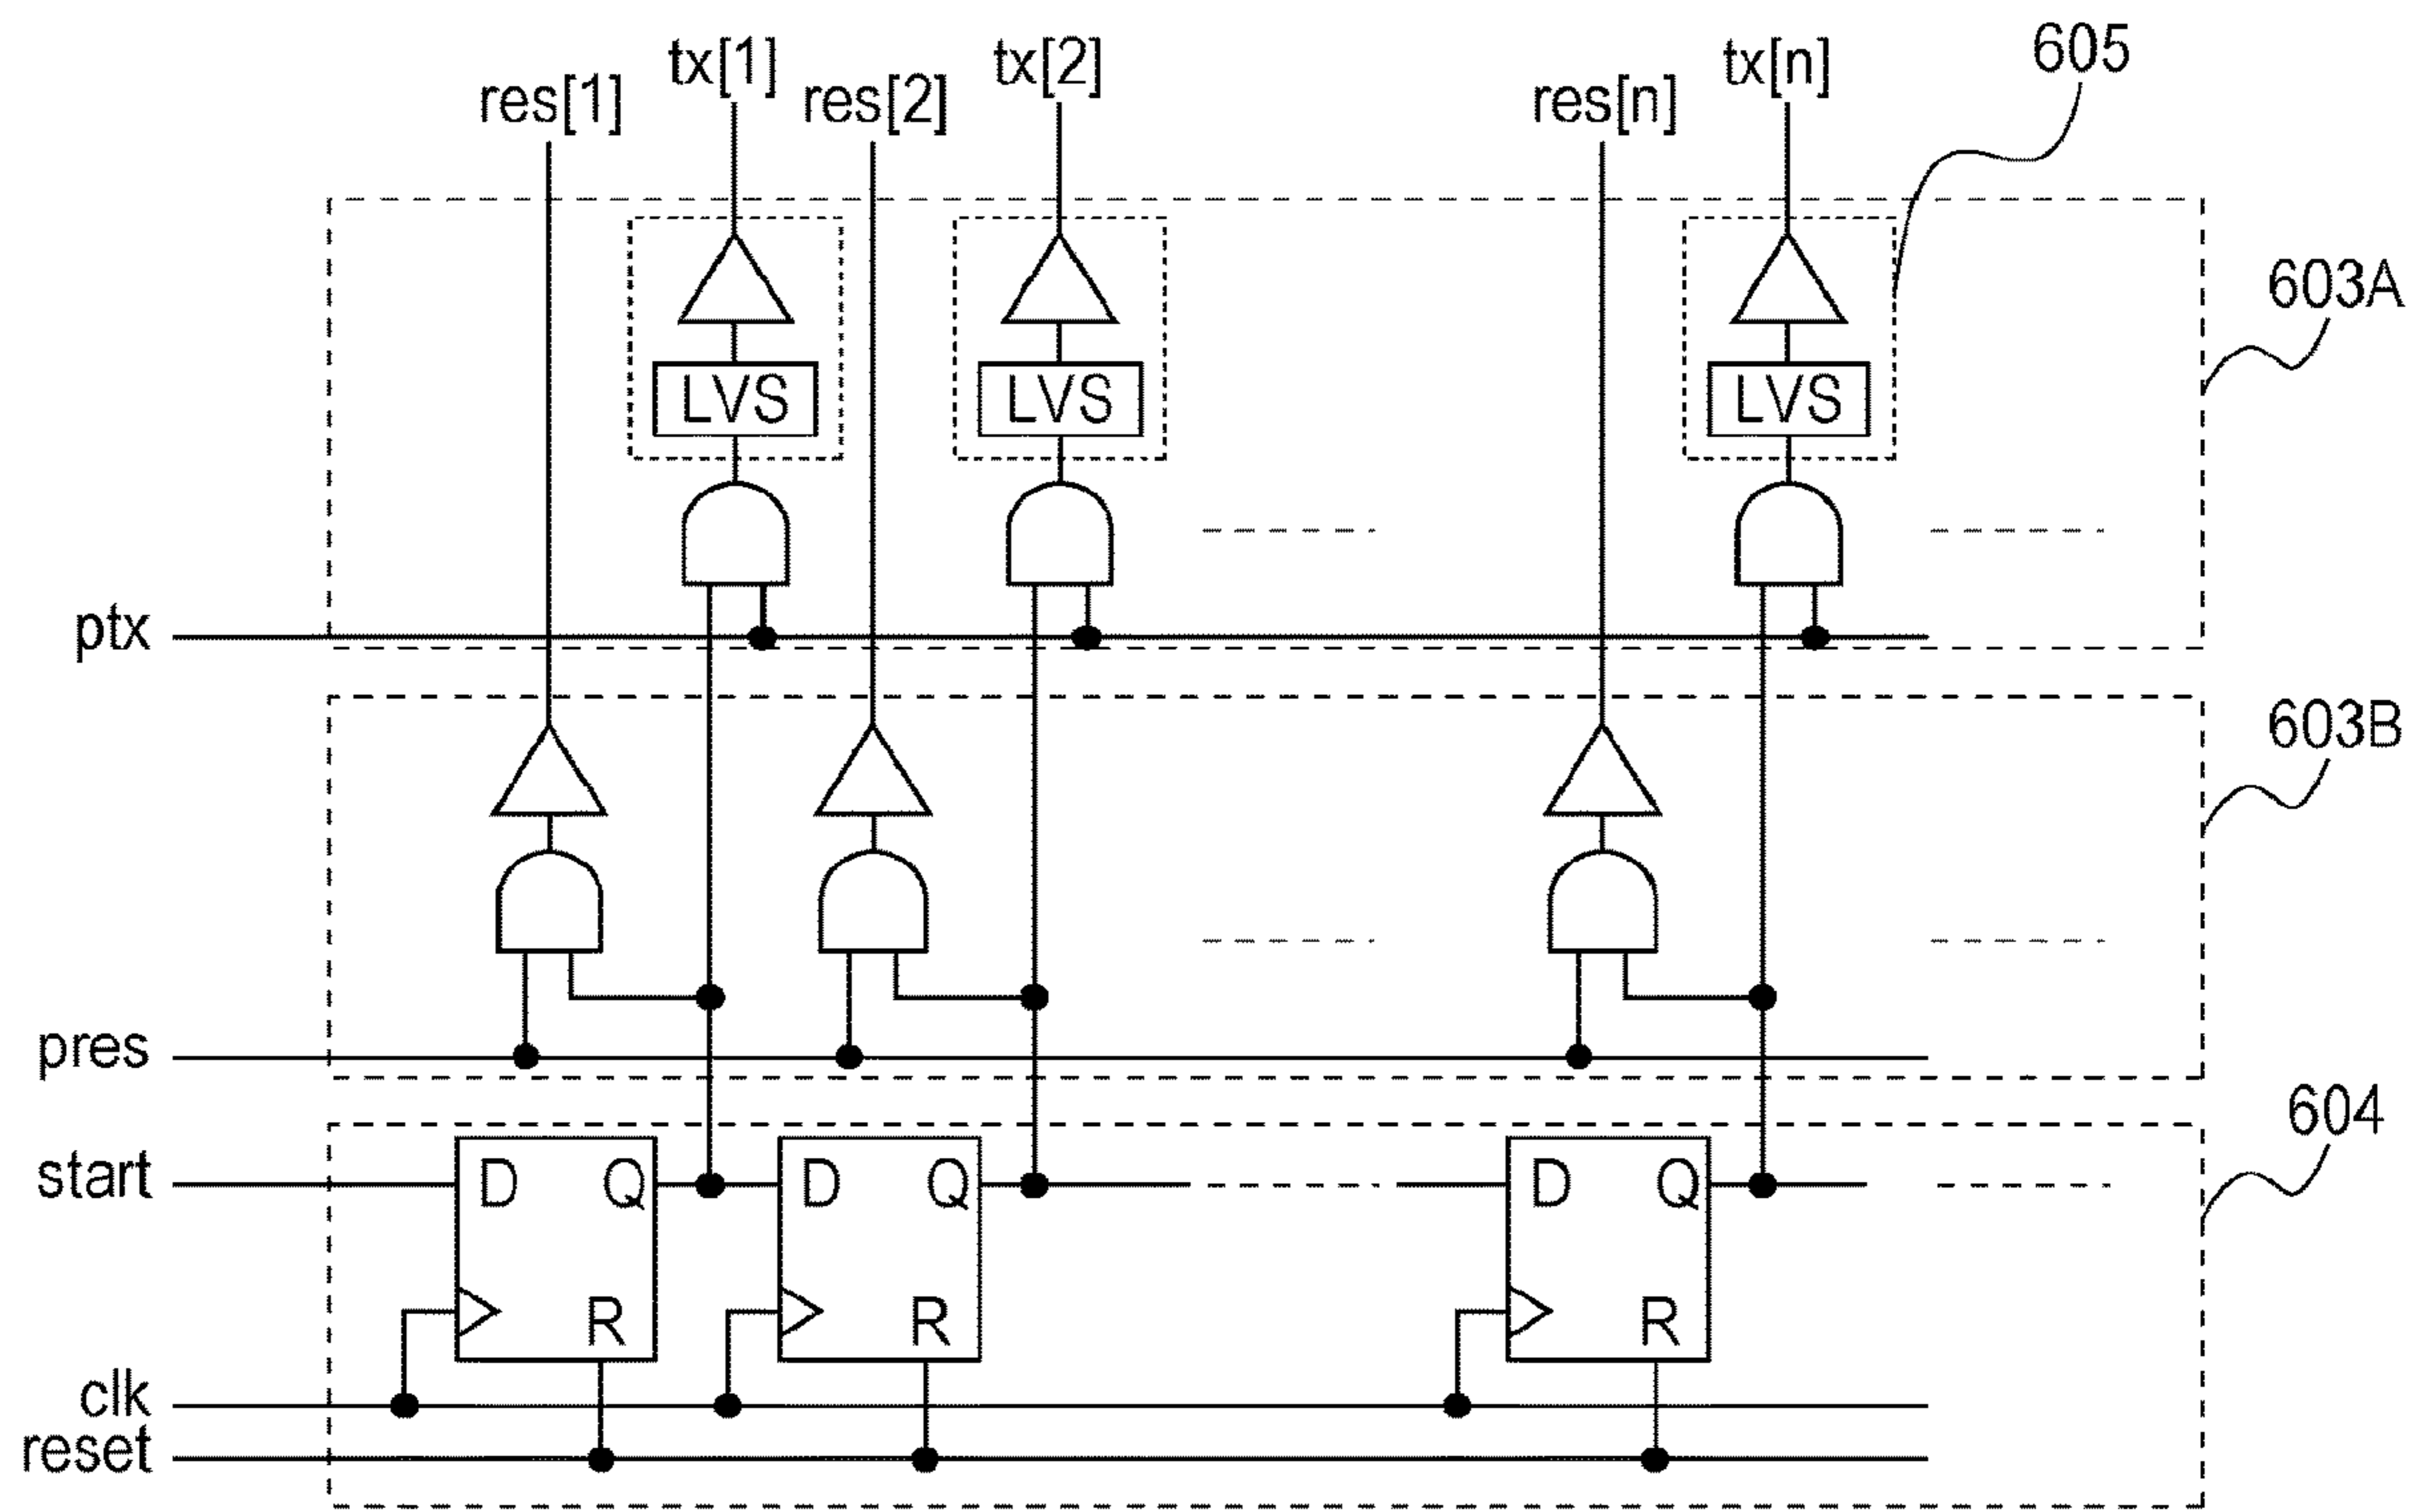 tx[1]
tx[2]
tx[n]
605
res[1]
res[2]
res[n]
603A
LVS
LVS
LVS
ptx
603B
pres
604
start
D Q
D Q
D Q
R
R
R
clk
reset